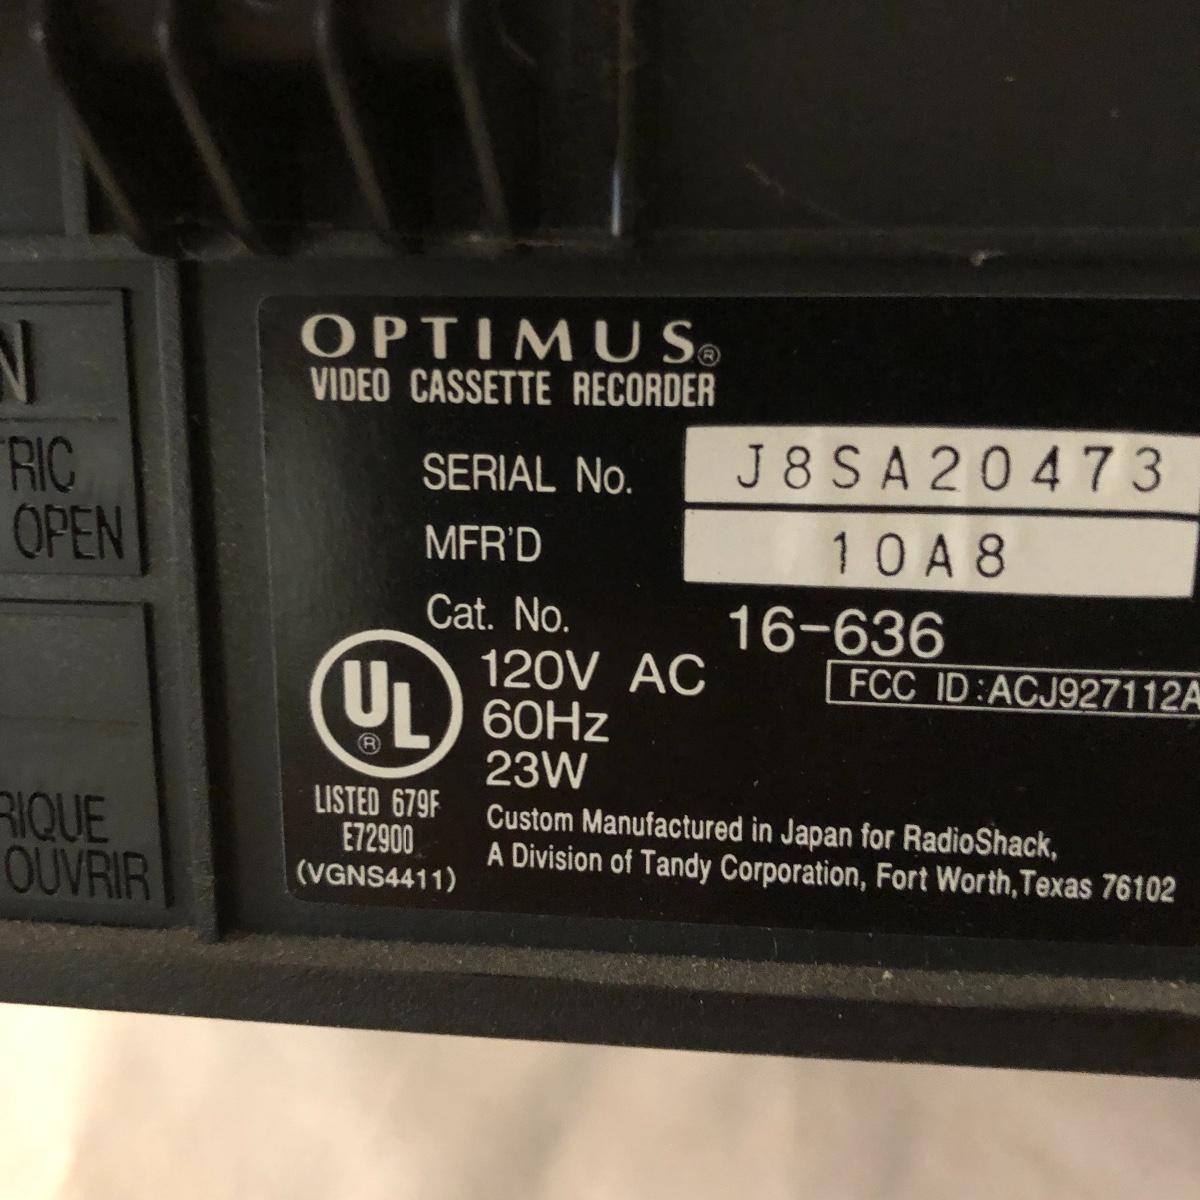 OPTIMUS®
VIDEO CASSETTE RECORDER
SERIAL No. J8SA20473
MFR'D 10A8
Cat. No. 16-636
120V AC
FCC ID:ACJ927112A
60Hz
23W
UL®
LISTED 679F
E72900
(VGNS4411)
Custom Manufactured in Japan for RadioShack,
A Division of Tandy Corporation, Fort Worth, Texas 76102
N
TRIC
OPEN
RIQUE
OUVRIR